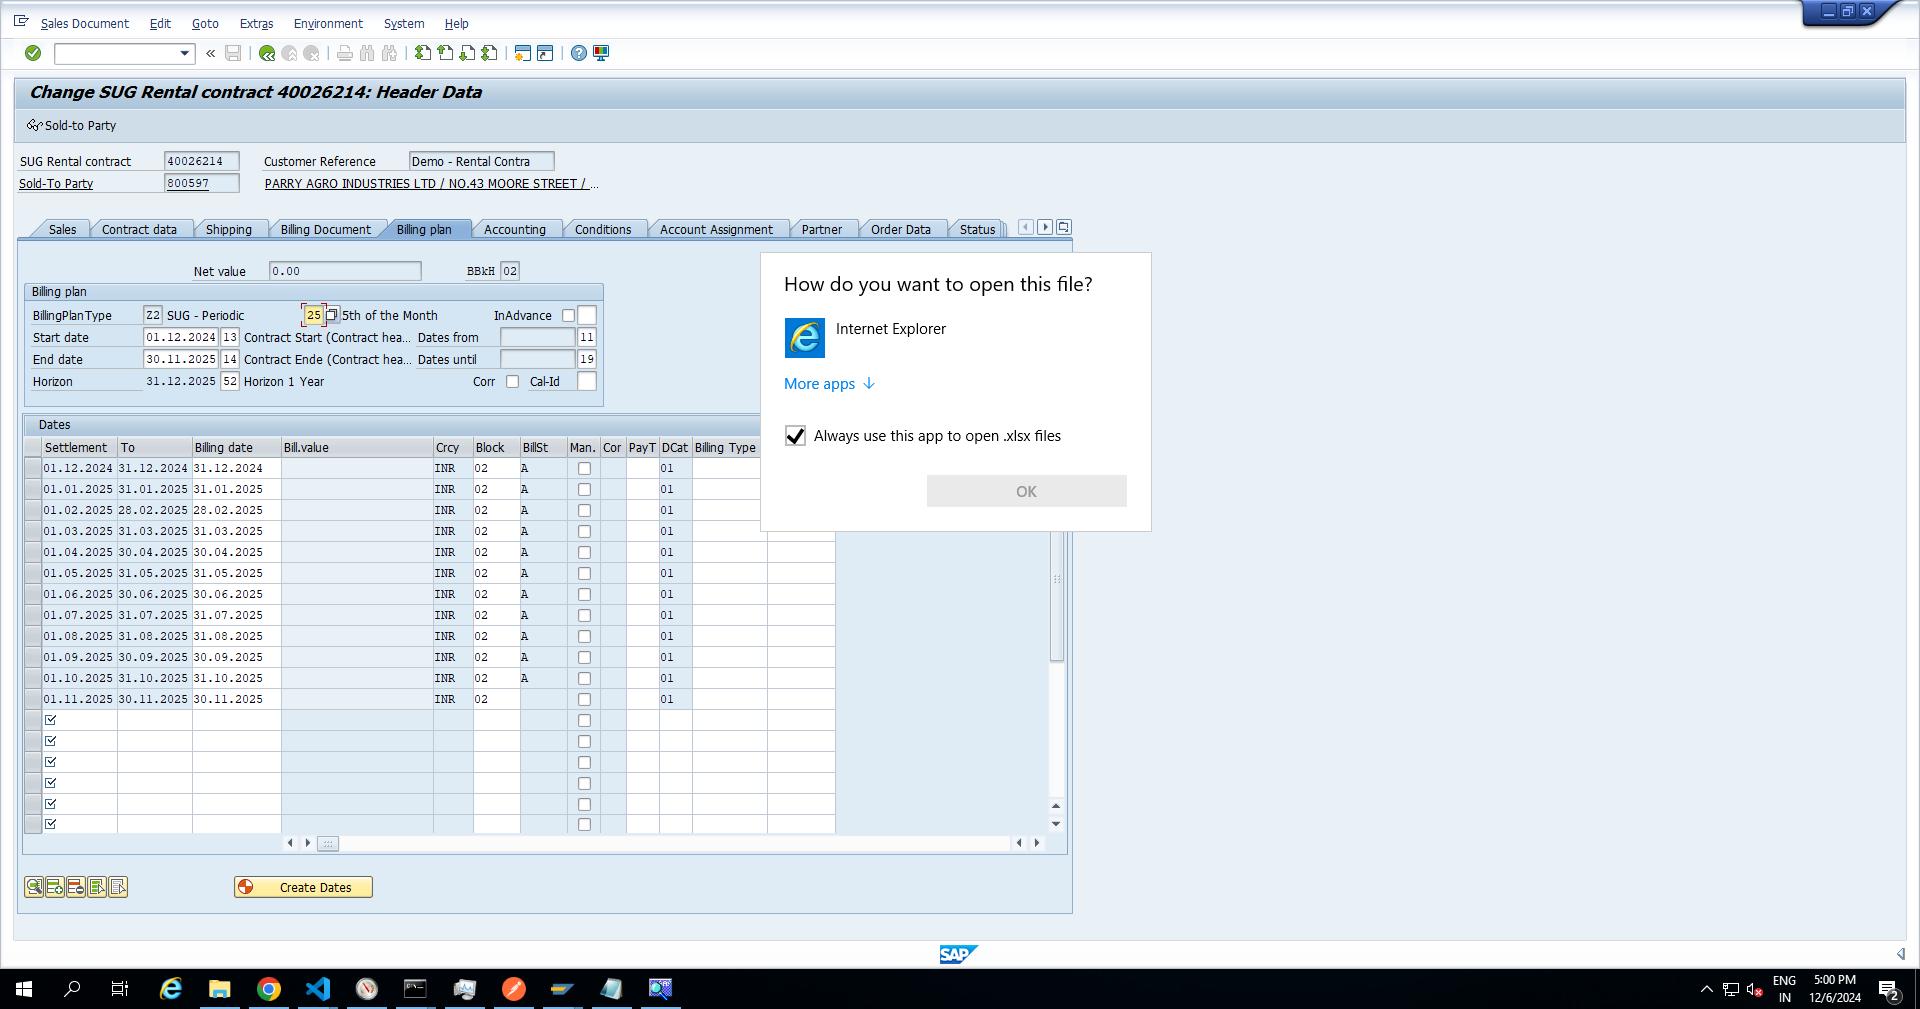 Sales Document Edit Goto Extras Environment System Help
Change SUG Rental contract 40026214: Header Data
Sold-to Party
SUG Rental contract 40026214 Customer Reference Demo - Rental Contra
Sold-To Party 800597 PARRY AGRO INDUSTRIES LTD / NO.43 MOORE STREET / ...
Sales Contract data Shipping Billing Document Billing plan Accounting Conditions Account Assignment Partner Order Data Status
Net value 0.00 BBkH 02
Billing plan
BillingPlanType Z2 SUG - Periodic 25 5th of the Month InAdvance
Start date 01.12.2024 13 Contract Start (Contract hea... Dates from 11
End date 30.11.2025 14 Contract Ende (Contract hea... Dates until 19
Horizon 31.12.2025 52 Horizon 1 Year Corr Cal-Id
Dates
Settlement To Billing date Bill.value Crcy Block BillSt Man. Cor PayT DCat Billing Type
01.12.2024 31.12.2024 31.12.2024 INR 02 A 01
01.01.2025 31.01.2025 31.01.2025 INR 02 A 01
01.02.2025 28.02.2025 28.02.2025 INR 02 A 01
01.03.2025 31.03.2025 31.03.2025 INR 02 A 01
01.04.2025 30.04.2025 30.04.2025 INR 02 A 01
01.05.2025 31.05.2025 31.05.2025 INR 02 A 01
01.06.2025 30.06.2025 30.06.2025 INR 02 A 01
01.07.2025 31.07.2025 31.07.2025 INR 02 A 01
01.08.2025 31.08.2025 31.08.2025 INR 02 A 01
01.09.2025 30.09.2025 30.09.2025 INR 02 A 01
01.10.2025 31.10.2025 31.10.2025 INR 02 A 01
01.11.2025 30.11.2025 30.11.2025 INR 02 01
Create Dates
How do you want to open this file?
Internet Explorer
More apps
Always use this app to open .xlsx files
OK
SAP
ENG
IN
5:00 PM
12/6/2024
2